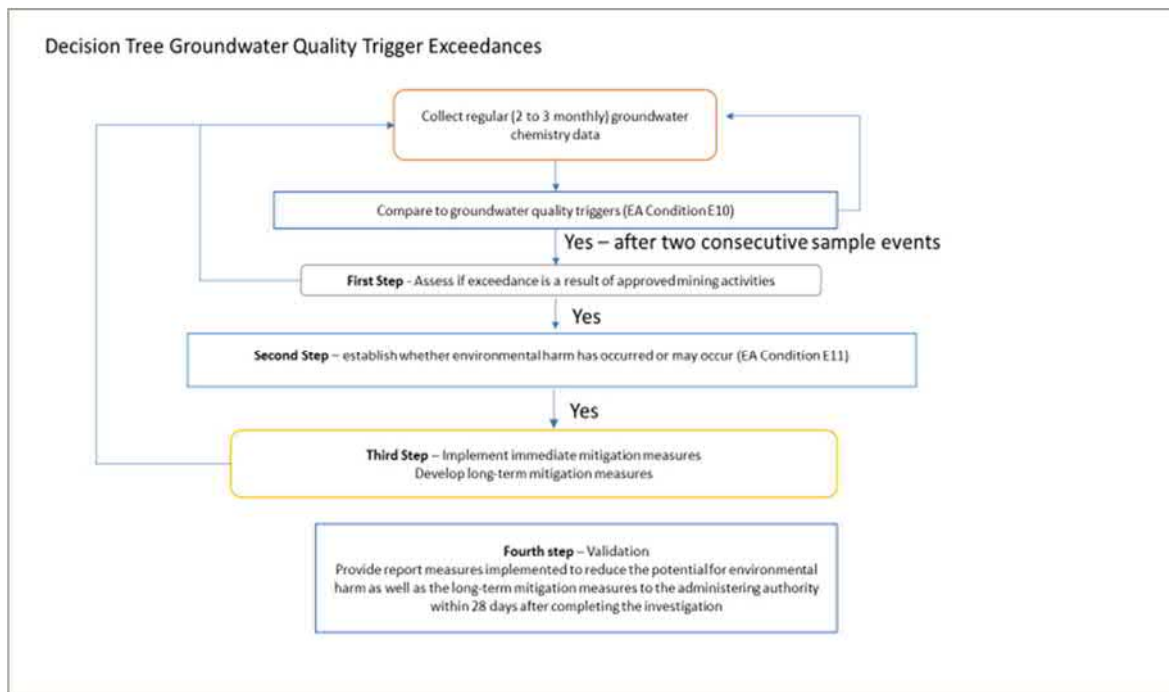 Decision Tree Groundwater Quality Trigger Exceedances
Collect regular (2 to 3 monthly) groundwater
chemistry data
Compare to groundwater quality triggers (EA Condition E10)
Yes – after two consecutive sample events
First Step - Assess if exceedance is a result of approved mining activities
Yes
Second Step – establish whether environmental harm has occurred or may occur (EA Condition E11)
Yes
Third Step – Implement immediate mitigation measures
Develop long-term mitigation measures
Fourth step – Validation
Provide report measures implemented to reduce the potential for environmental
harm as well as the long-term mitigation measures to the administering authority
within 28 days after completing the investigation